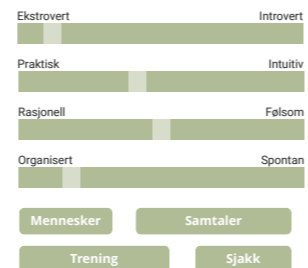 Ekstrovert Introvert
Praktisk Intuitiv
Rasjonell Følsom
Organisert Spontan
Mennesker Samtaler
Trening Sjakk